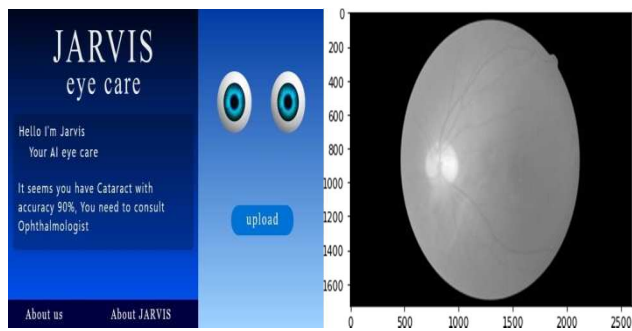 JARVIS
eye care
Hello I'm Jarvis
Your AI eye care
It seems you have Cataract with
accuracy 90%, You need to consult
Ophthalmologist
upload
About us
About JARVIS
0
200
400
600
800
1000
1200
1400
1600
0
500
1000
1500
2000
2500